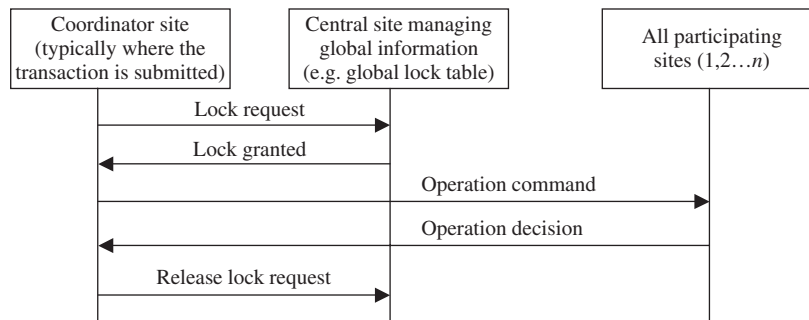 Coordinator site
(typically where the
transaction is submitted)
Central site managing
global information
(e.g. global lock table)
All participating
sites (1,2…n)
Lock request
Lock granted
Operation command
Operation decision
Release lock request